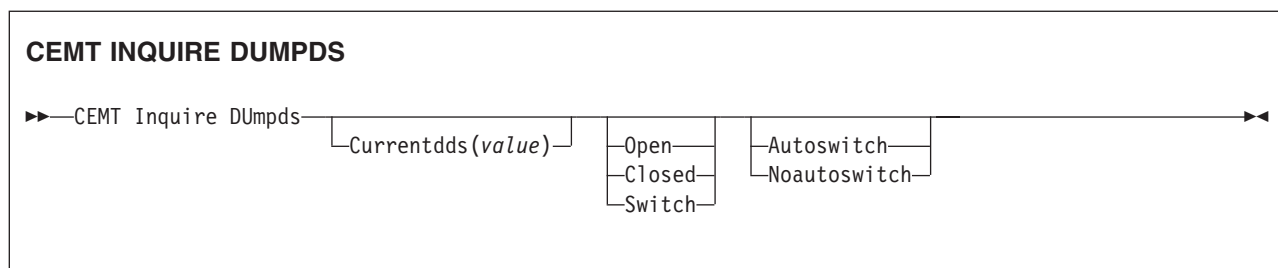 CEMT INQUIRE DUMPDS
CEMT Inquire DUmpds
Currentdds(value)
Open
Closed
Switch
Autoswitch
Noautoswitch